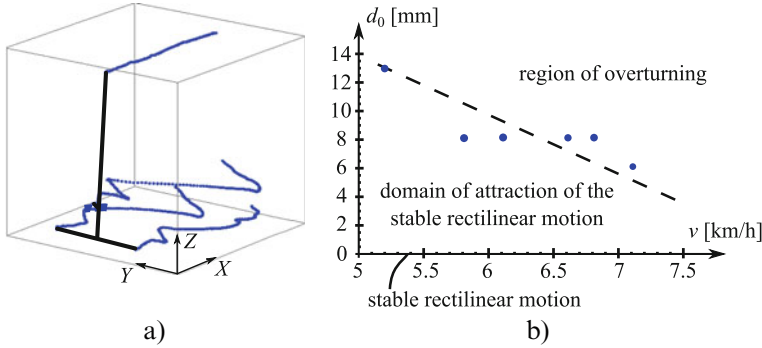 Z
Y
X
a)
d₀ [mm]
14
12
10
8
6
4
2
0
region of overturning
domain of attraction of the
stable rectilinear motion
v [km/h]
5
5.5
6
6.5
7
7.5
stable rectilinear motion
b)